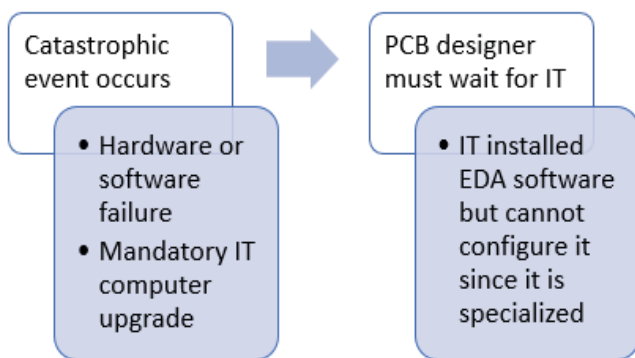 Catastrophic
event occurs
• Hardware or
software
failure
• Mandatory IT
computer
upgrade
PCB designer
must wait for IT
• IT installed
EDA software
but cannot
configure it
since it is
specialized